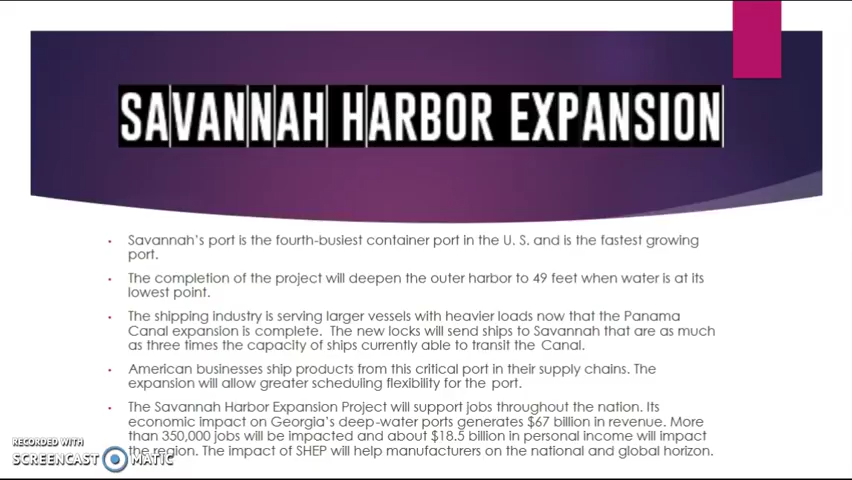 SAVANNAH HARBOR EXPANSION
• Savannah's port is the fourth-busiest container port in the U. S. and is the fastest growing
port.
• The completion of the project will deepen the outer harbor to 49 feet when water is at its
lowest point.
• The shipping industry is serving larger vessels with heavier loads now that the Panama
Canal expansion is complete. The new locks will send ships to Savannah that are as much
as three times the capacity of ships currently able to transit the Canal.
• American businesses ship products from this critical port in their supply chains. The
expansion will allow greater scheduling flexibility for the port.
• The Savannah Harbor Expansion Project will support jobs throughout the nation. Its
economic impact on Georgia's deep-water ports generates $67 billion in revenue. More
than 350,000 jobs will be impacted and about $18.5 billion in personal income will impact
the region. The impact of SHEP will help manufacturers on the national and global horizon.
RECORDED WITH
SCREENCAST MATIC